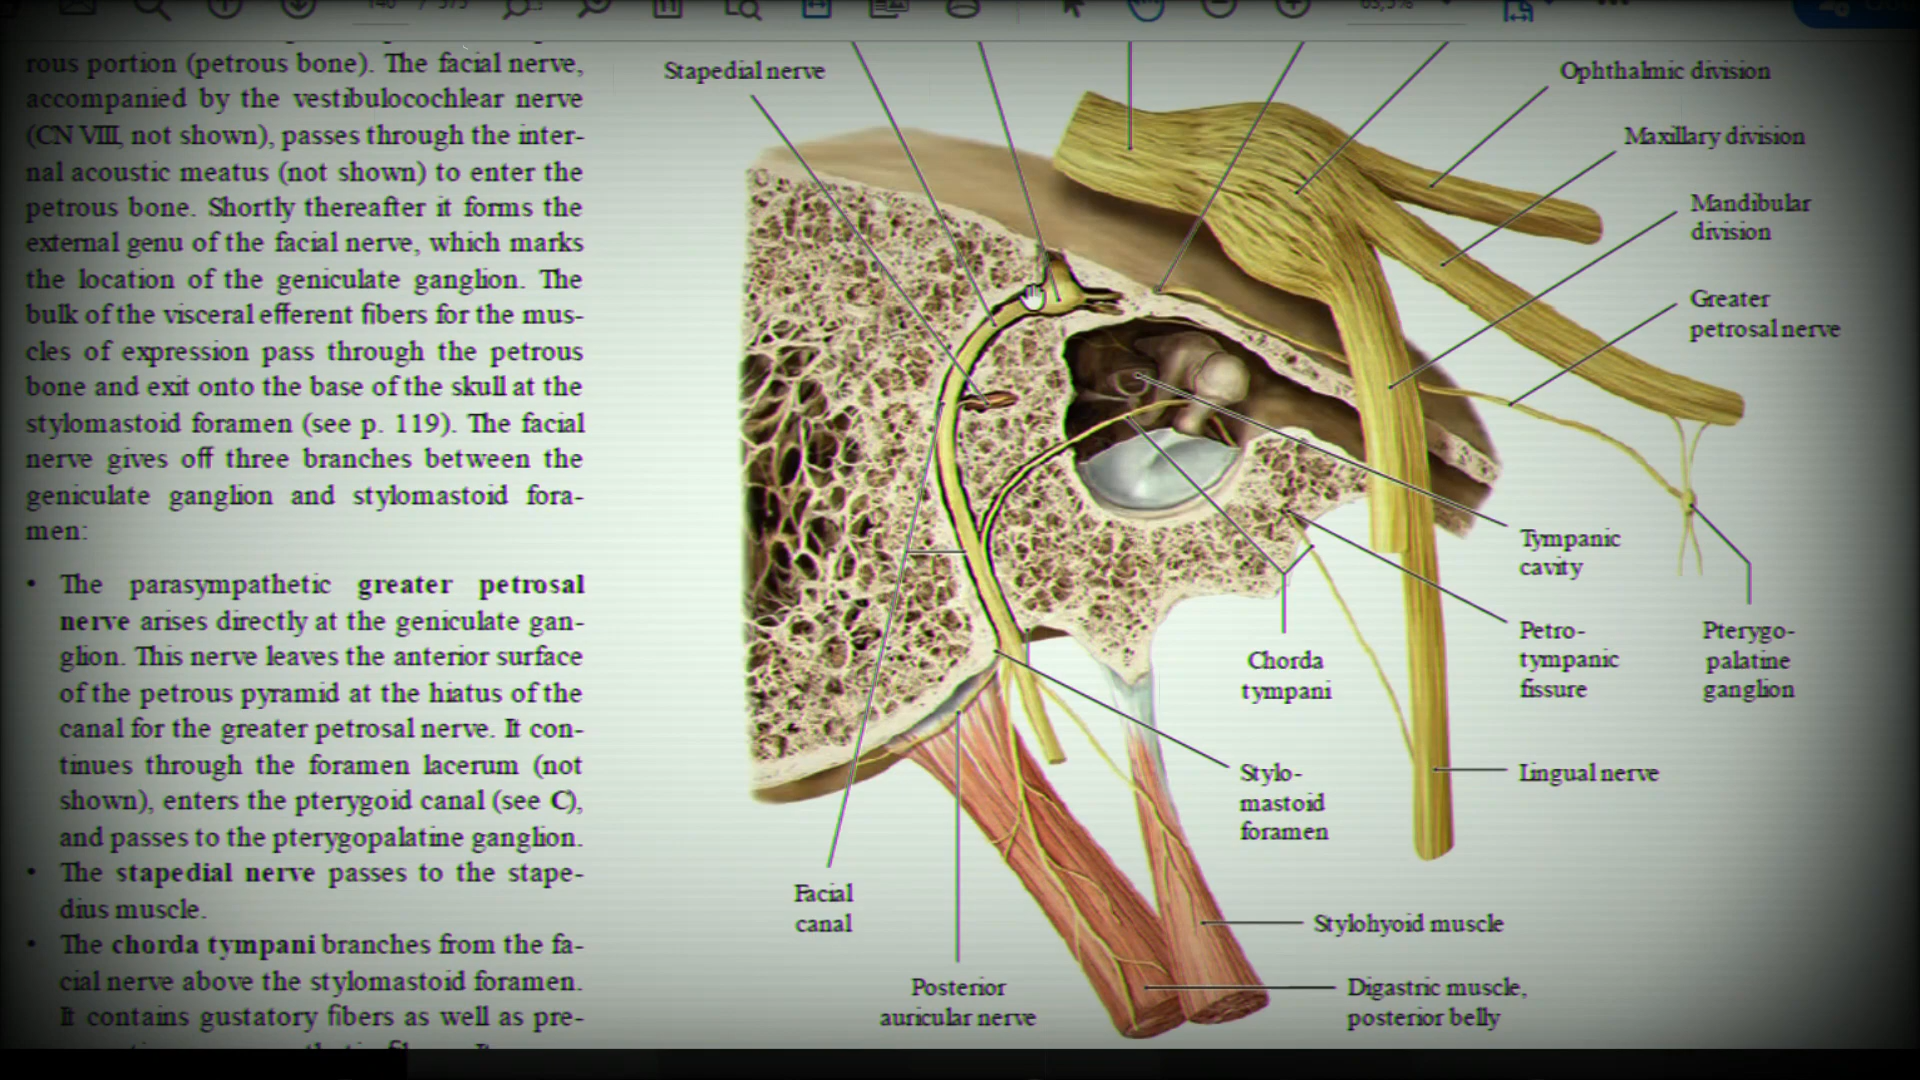 rous portion (petrous bone). The facial nerve,
accompanied by the vestibulocochlear nerve
(CN VIII, not shown), passes through the inter-
nal acoustic meatus (not shown) to enter the
petrous bone. Shortly thereafter it forms the
external genu of the facial nerve, which marks
the location of the geniculate ganglion. The
bulk of the visceral efferent fibers for the mus-
cles of expression pass through the petrous
bone and exit onto the base of the skull at the
stylomastoid foramen (see p. 119). The facial
nerve gives off three branches between the
geniculate ganglion and stylomastoid fora-
men:
• The parasympathetic greater petrosal
nerve arises directly at the geniculate gan-
glion. This nerve leaves the anterior surface
of the petrous pyramid at the hiatus of the
canal for the greater petrosal nerve. It con-
tinues through the foramen lacerum (not
shown), enters the pterygoid canal (see C),
and passes to the pterygopalatine ganglion.
• The stapedial nerve passes to the stape-
dius muscle.
• The chorda tympani branches from the fa-
cial nerve above the stylomastoid foramen.
It contains gustatory fibers as well as pre-
Stapedial nerve
Ophthalmic division
Maxillary division
Mandibular
division
Greater
petrosal nerve
Tympanic
cavity
Petro-
tympanic
fissure
Pterygo-
palatine
ganglion
Chorda
tympani
Lingual nerve
Stylo-
mastoid
foramen
Facial
canal
Stylohyoid muscle
Posterior
auricular nerve
Digastric muscle,
posterior belly